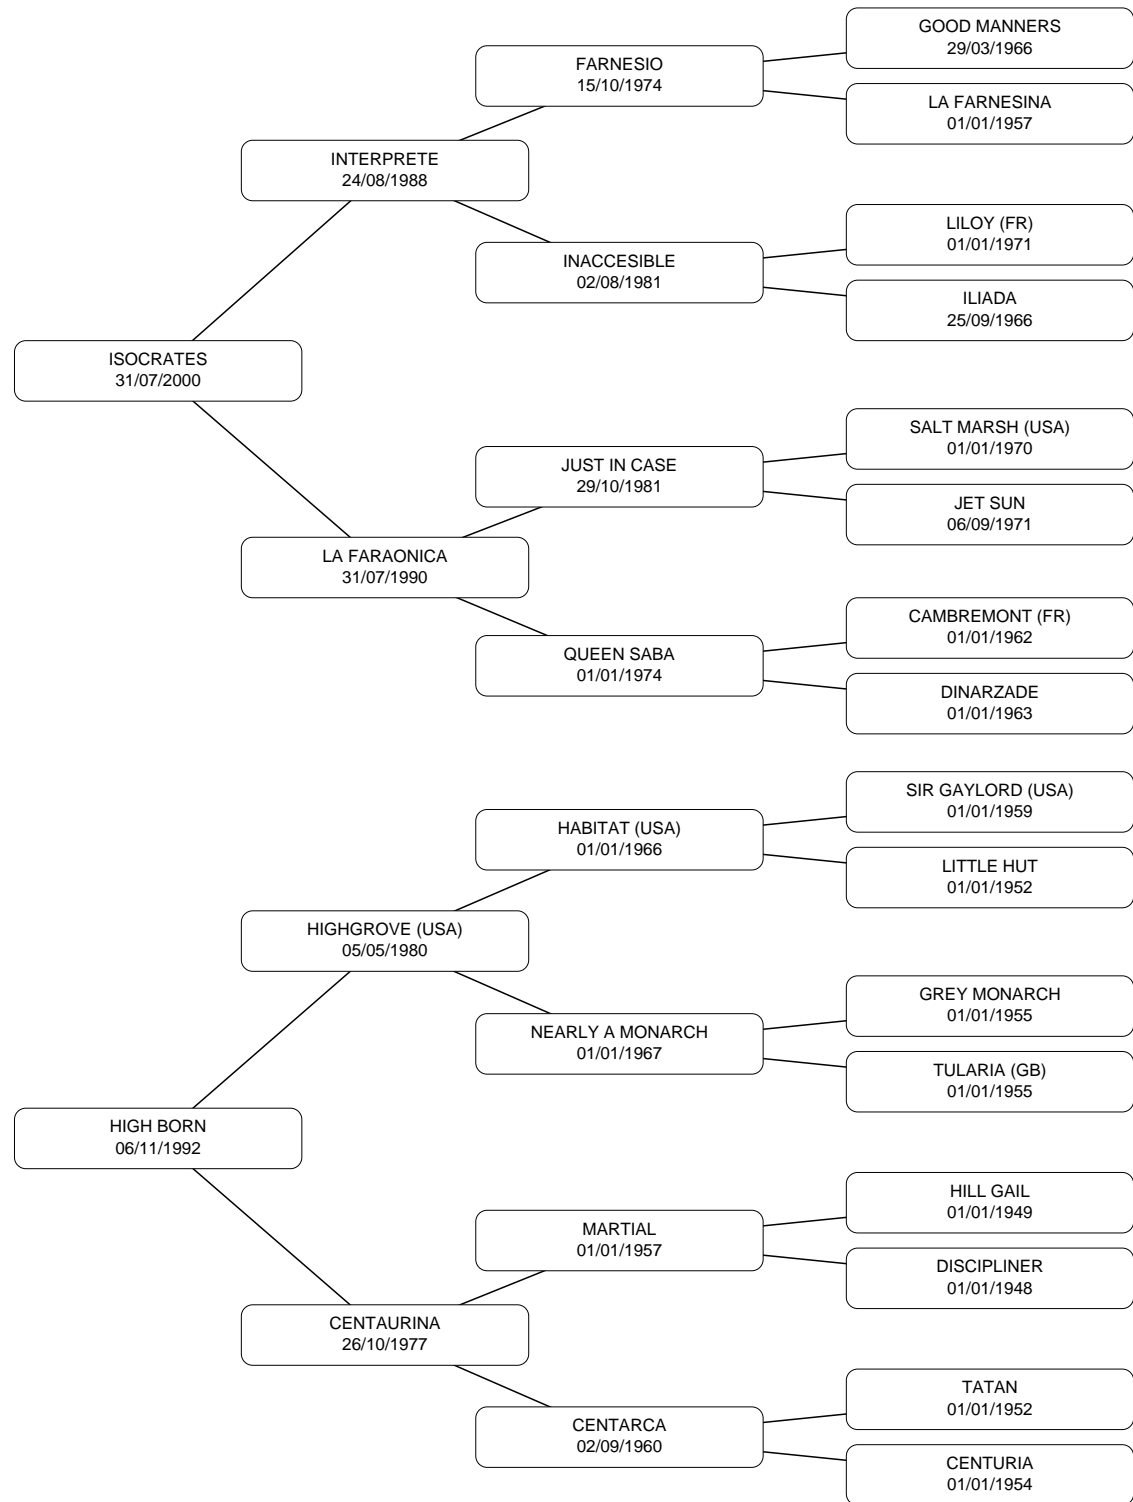 GOOD MANNERS
29/03/1966
FARNESIO
15/10/1974
LA FARNESINA
01/01/1957
INTERPRETE
24/08/1988
LILOY (FR)
01/01/1971
INACCESIBLE
02/08/1981
ILIADA
25/09/1966
ISOCRATES
31/07/2000
SALT MARSH (USA)
01/01/1970
JUST IN CASE
29/10/1981
JET SUN
06/09/1971
LA FARAONICA
31/07/1990
CAMBREMONT (FR)
01/01/1962
QUEEN SABA
01/01/1974
DINARZADE
01/01/1963
SIR GAYLORD (USA)
01/01/1959
HABITAT (USA)
01/01/1966
LITTLE HUT
01/01/1952
HIGHGROVE (USA)
05/05/1980
GREY MONARCH
01/01/1955
NEARLY A MONARCH
01/01/1967
TULARIA (GB)
01/01/1955
HIGH BORN
06/11/1992
HILL GAIL
01/01/1949
MARTIAL
01/01/1957
DISCIPLINER
01/01/1948
CENTAURINA
26/10/1977
TATAN
01/01/1952
CENTARCA
02/09/1960
CENTURIA
01/01/1954